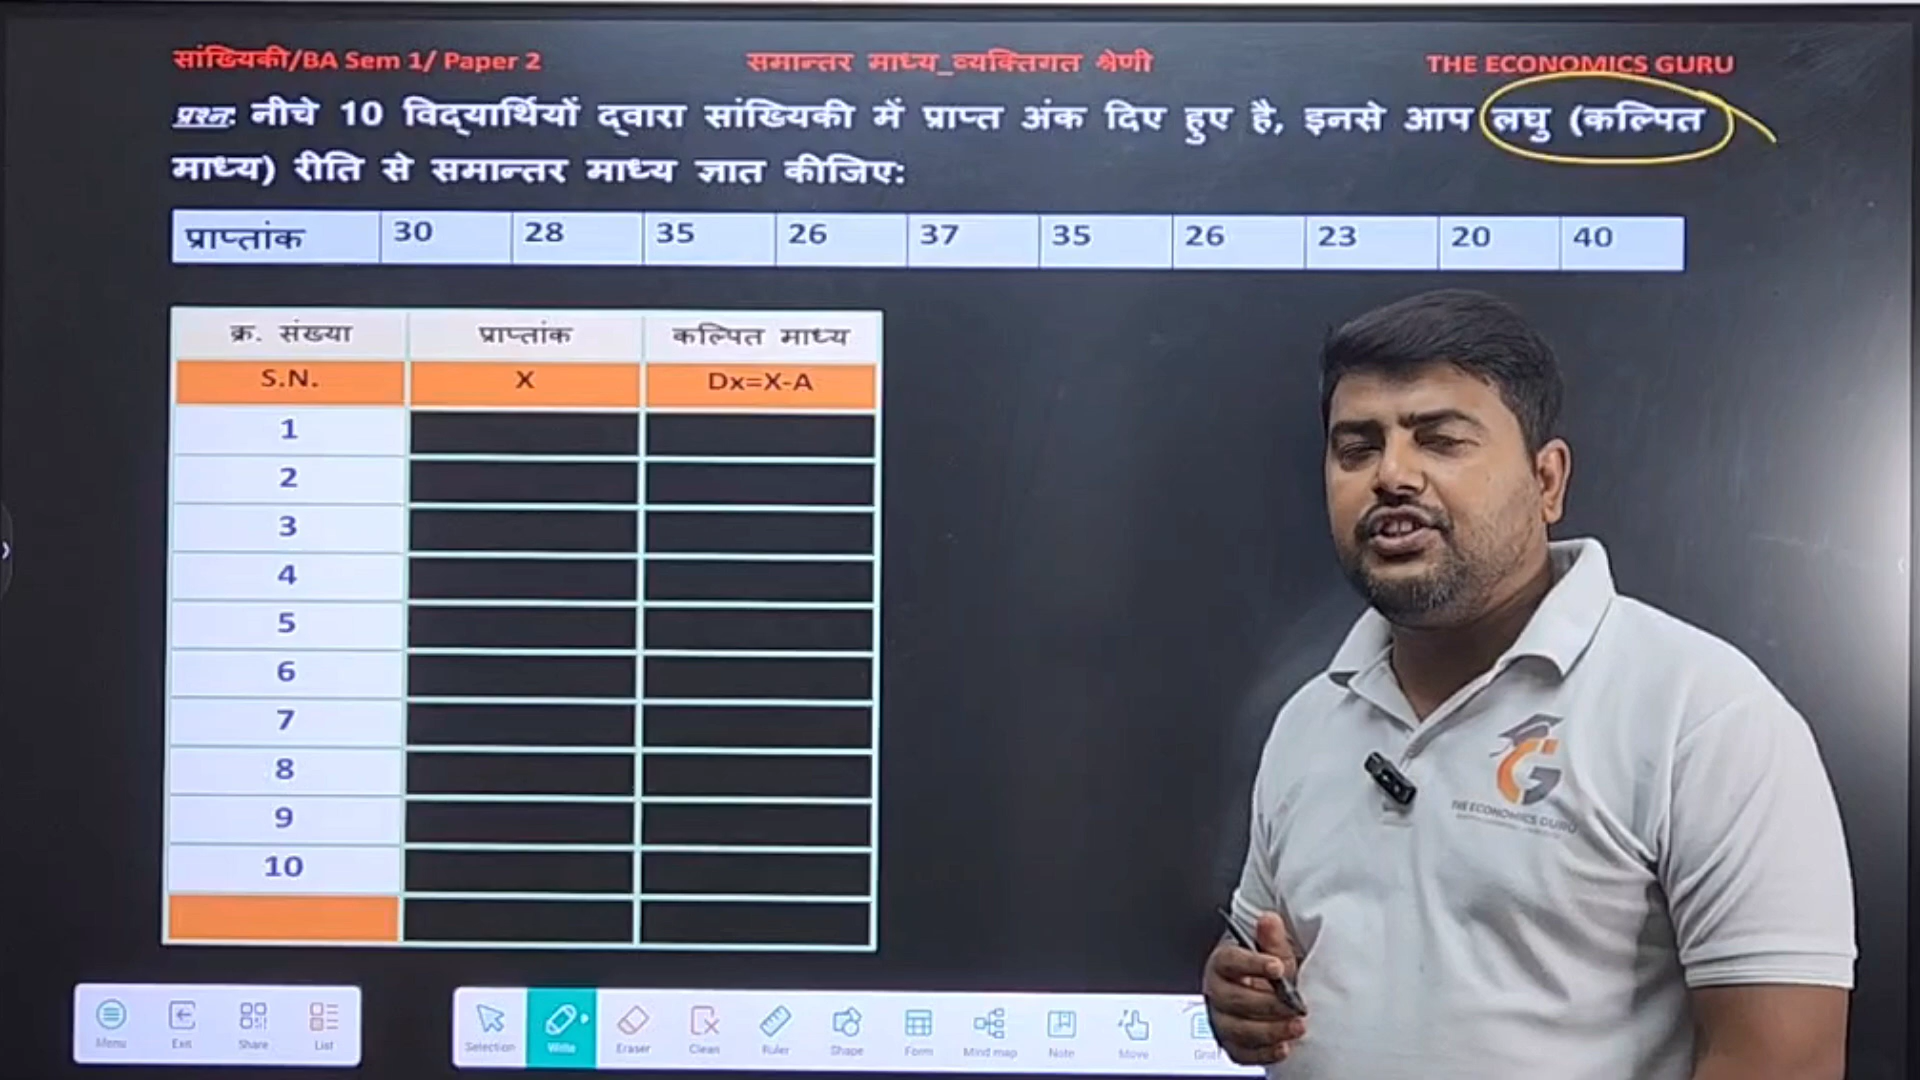 सांख्यिकी/BA Sem 1/ Paper 2 समान्तर माध्य_व्यक्तिगत श्रेणी THE ECONOMICS GURU
प्रश्न: नीचे 10 विद्यार्थियों द्वारा सांख्यिकी में प्राप्त अंक दिए हुए है, इनसे आप लघु (कल्पित
माध्य) रीति से समान्तर माध्य ज्ञात कीजिए:
प्राप्तांक 30 28 35 26 37 35 26 23 20 40
क्र. संख्या प्राप्तांक कल्पित माध्य
S.N. X Dx=X-A
1
2
3
4
5
6
7
8
9
10
G
THE ECONOMICS GURU
Menu Exit Share List Selection Write Eraser Clean Ruler Shape Form Mind map Note Move